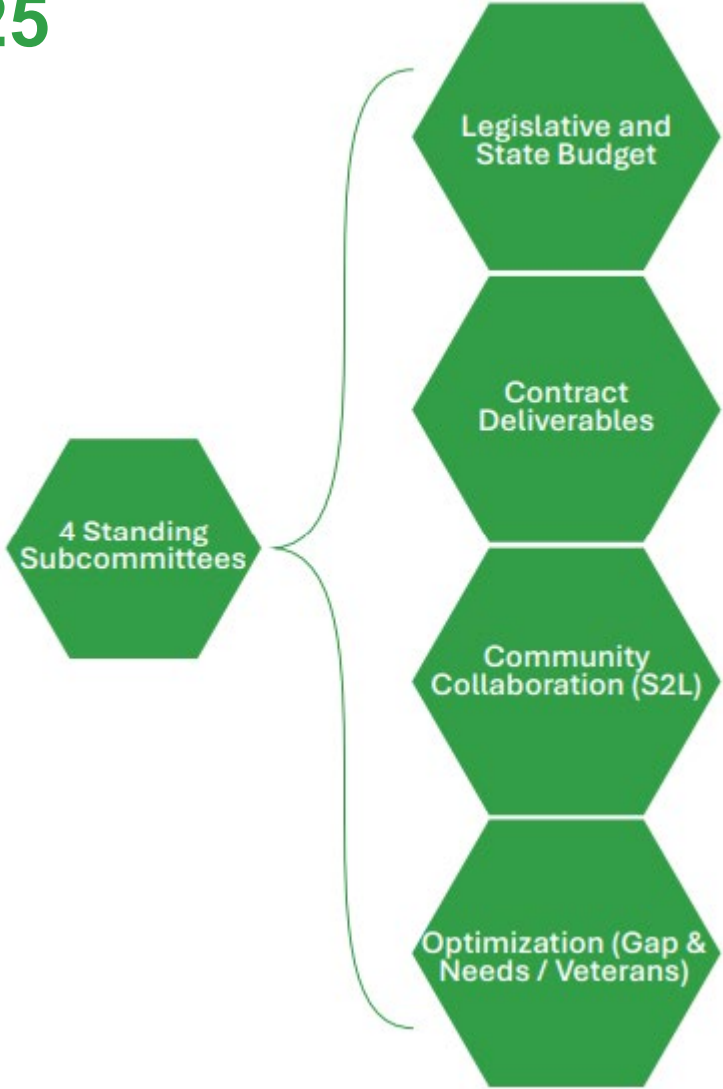 25
Legislative and
State Budget
Contract
Deliverables
4 Standing
Subcommittees
Community
Collaboration (S2L)
Optimization (Gap &
Needs / Veterans)